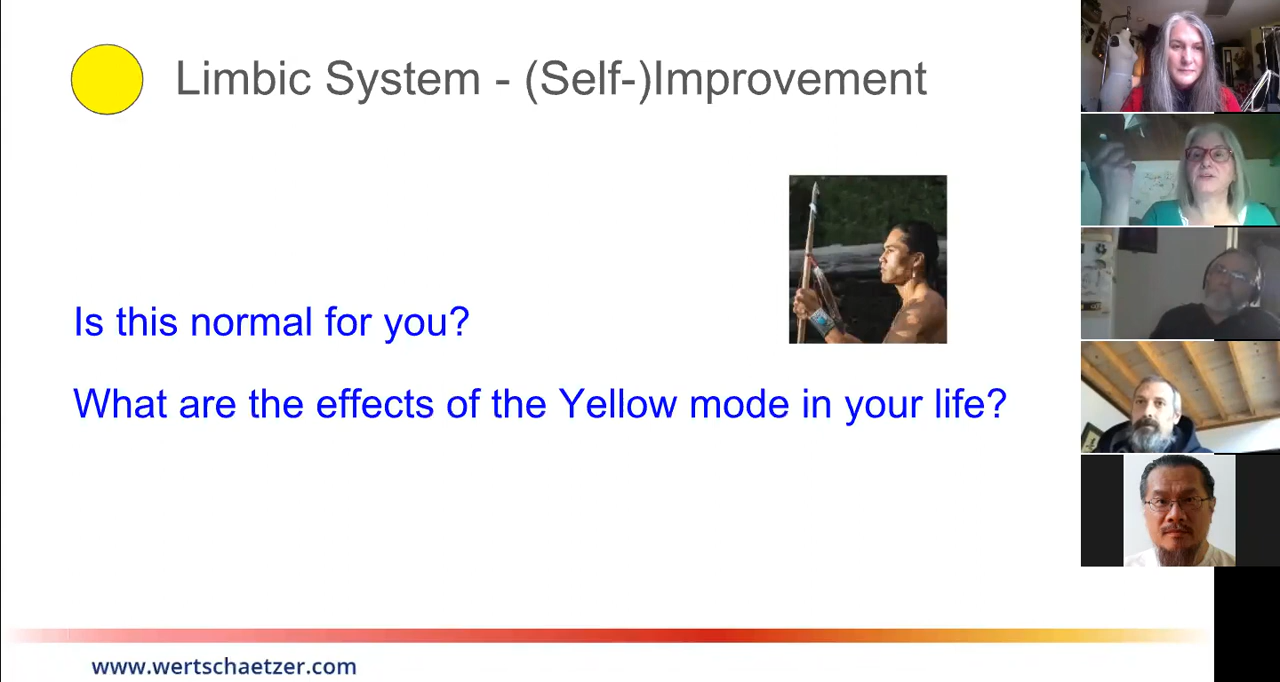 Limbic System - (Self-)Improvement
Is this normal for you?
What are the effects of the Yellow mode in your life?
www.wertschaetzer.com